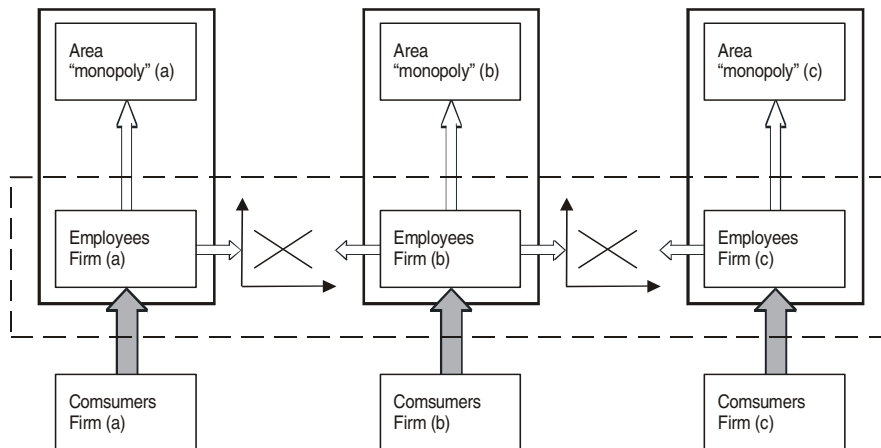 Area
“monopoly” (a)
Area
“monopoly” (b)
Area
“monopoly” (c)
Employees
Firm (a)
Employees
Firm (b)
Employees
Firm (c)
Comsumers
Firm (a)
Comsumers
Firm (b)
Comsumers
Firm (c)